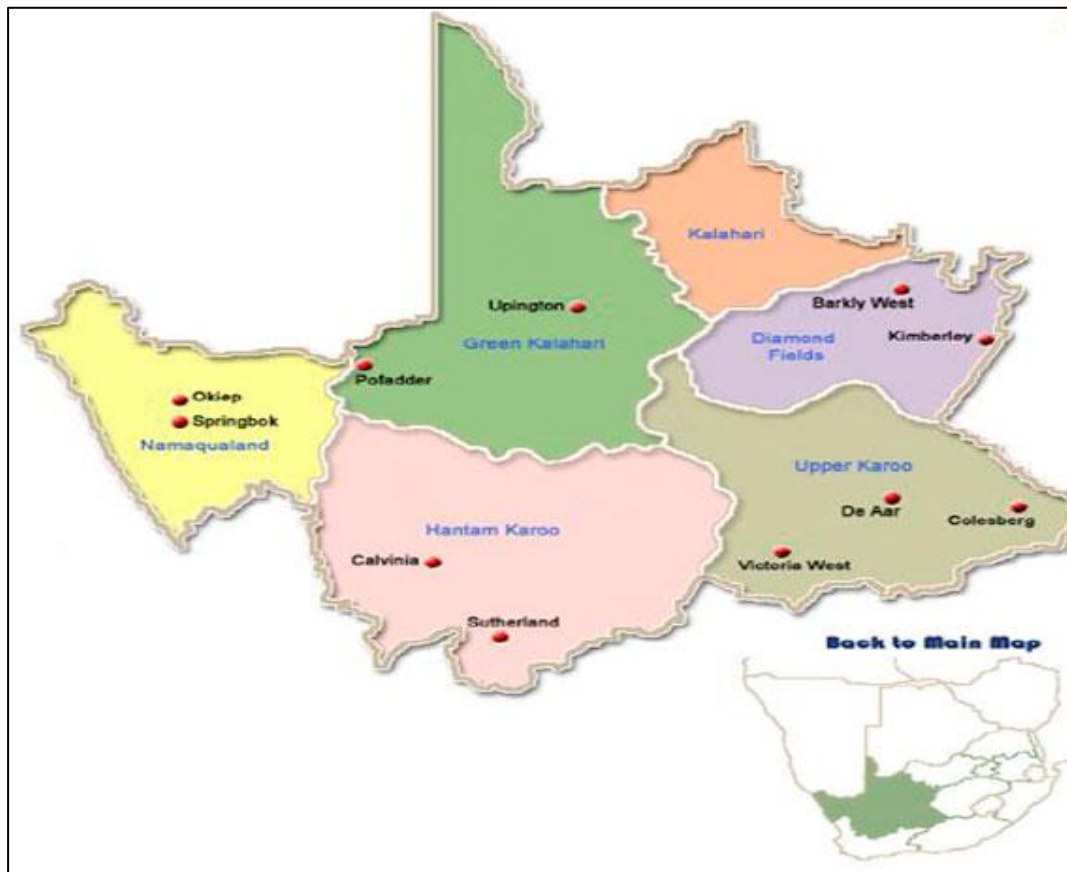 Kalahari
Barkly West
Upington
Diamond
Fields
Kimberley
Green Kalahari
Pofadder
Okiep
Springbok
Namaqualand
Upper Karoo
De Aar
Colesberg
Hantam Karoo
Calvinia
Victoria West
Sutherland
Back to Main Map